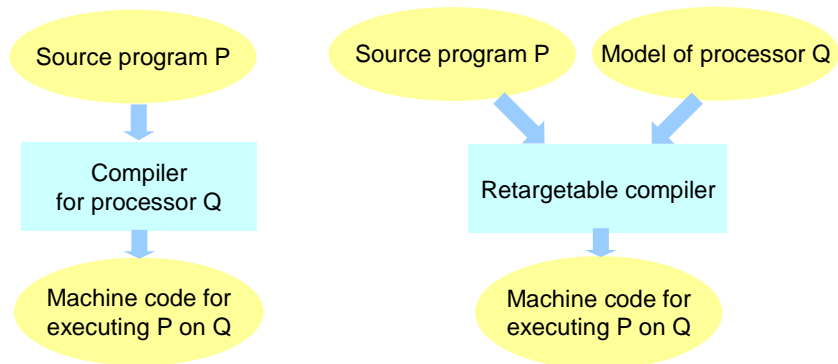 Source program P
Compiler
for processor Q
Machine code for
executing P on Q
Source program P
Model of processor Q
Retargetable compiler
Machine code for
executing P on Q